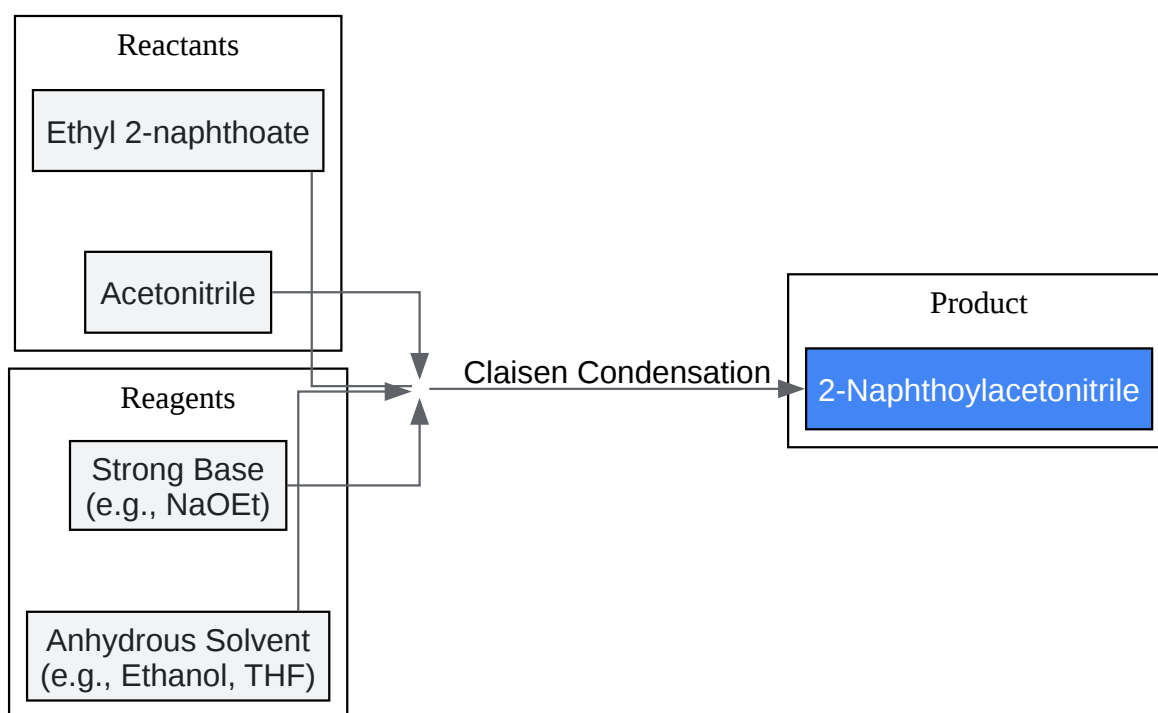 Reactants
Ethyl 2-naphthoate
Acetonitrile
Reagents
Strong Base
(e.g., NaOEt)
Anhydrous Solvent
(e.g., Ethanol, THF)
Claisen Condensation
Product
2-Naphthoylacetonitrile